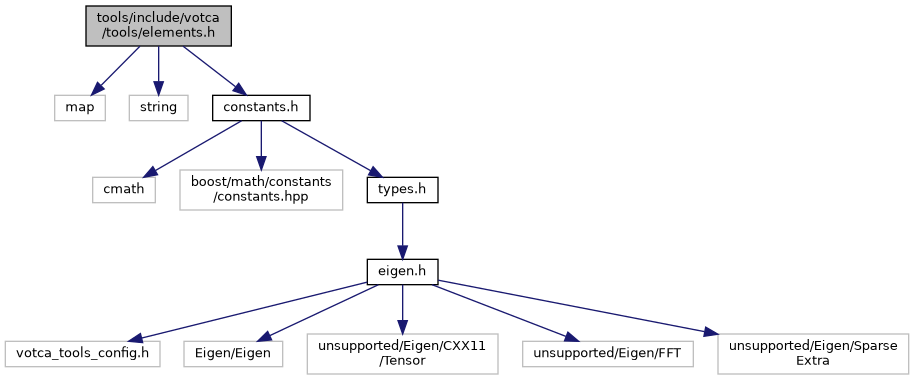 tools/include/votca
/tools/elements.h
map
string
constants.h
cmath
boost/math/constants
/constants.hpp
types.h
eigen.h
votca_tools_config.h
Eigen/Eigen
unsupported/Eigen/CXX11
/Tensor
unsupported/Eigen/FFT
unsupported/Eigen/Sparse
Extra